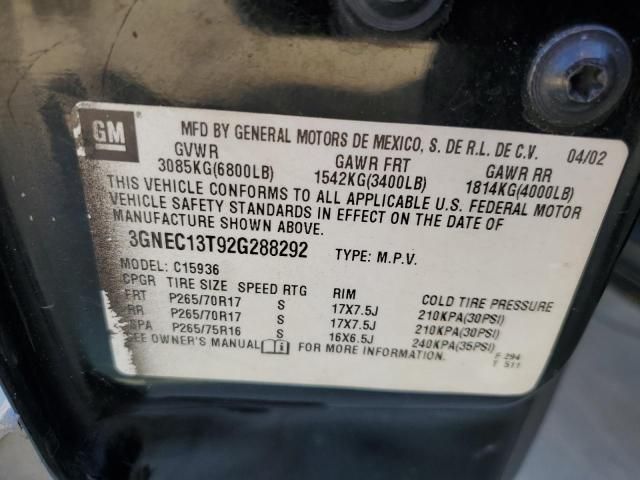 GM
MFD BY GENERAL MOTORS DE MEXICO, S. DE R.L. DE C.V. 04/02
GVWR GAWR FRT GAWR RR
3085KG(6800LB) 1542KG(3400LB) 1814KG(4000LB)
THIS VEHICLE CONFORMS TO ALL APPLICABLE U.S. FEDERAL MOTOR
VEHICLE SAFETY STANDARDS IN EFFECT ON THE DATE OF
MANUFACTURE SHOWN ABOVE.
3GNEC13T92G288292 TYPE: M.P.V.
MODEL: C15936
CPGR TIRE SIZE SPEED RTG RIM COLD TIRE PRESSURE
FRT P265/70R17 S 17X7.5J 210KPA(30PSI)
RR P265/70R17 S 17X7.5J 210KPA(30PSI)
SPA P265/75R16 S 16X6.5J 240KPA(35PSI)
SEE OWNER'S MANUAL FOR MORE INFORMATION.
F 294
T 511